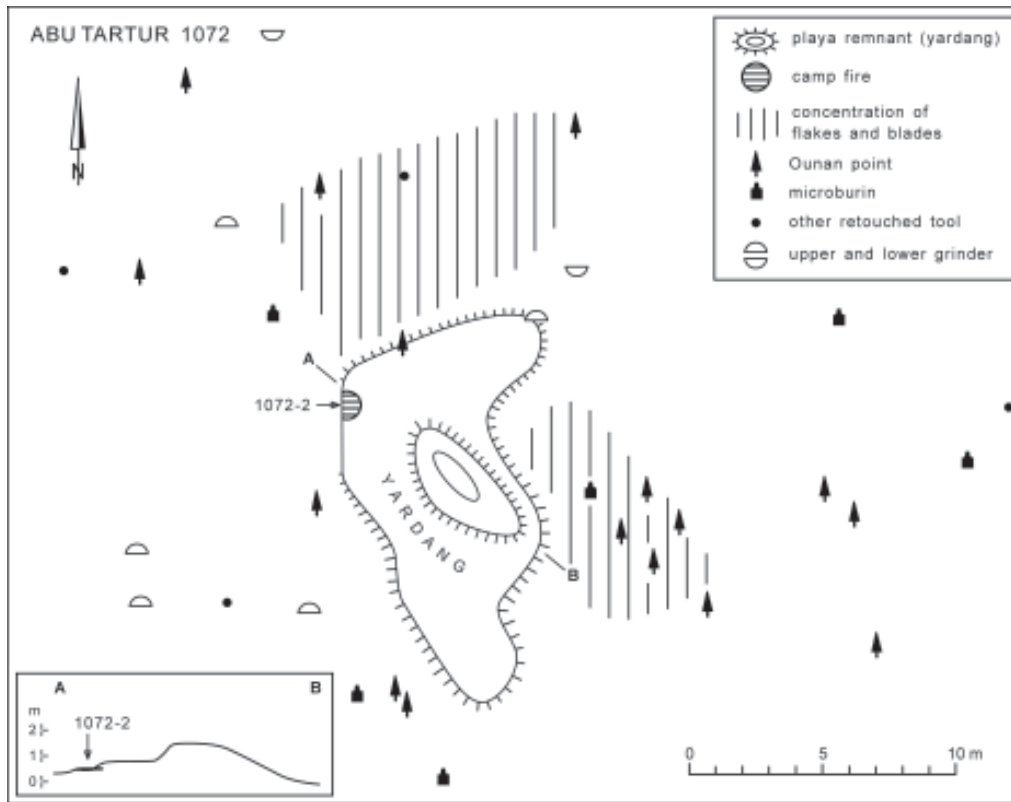 ABU TARTUR 1072
N
playa remnant (yardang)
camp fire
concentration of
flakes and blades
Ounan point
microburin
other retouched tool
upper and lower grinder
A
1072-2
YARDANG
B
A
B
m
1072-2
2
1
0
0
5
10 m